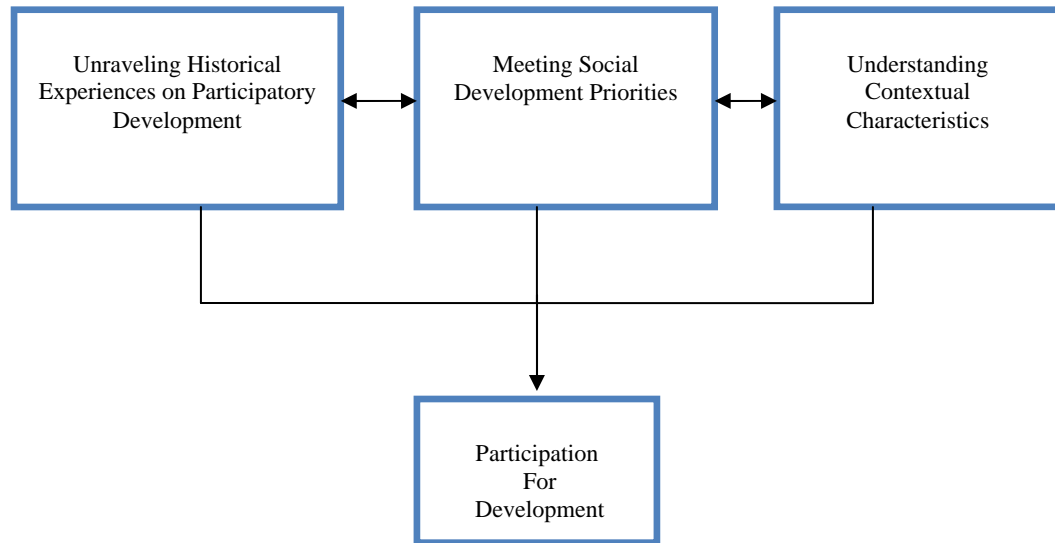 Unraveling Historical
Experiences on Participatory
Development
Meeting Social
Development Priorities
Understanding
Contextual
Characteristics
Participation
For
Development